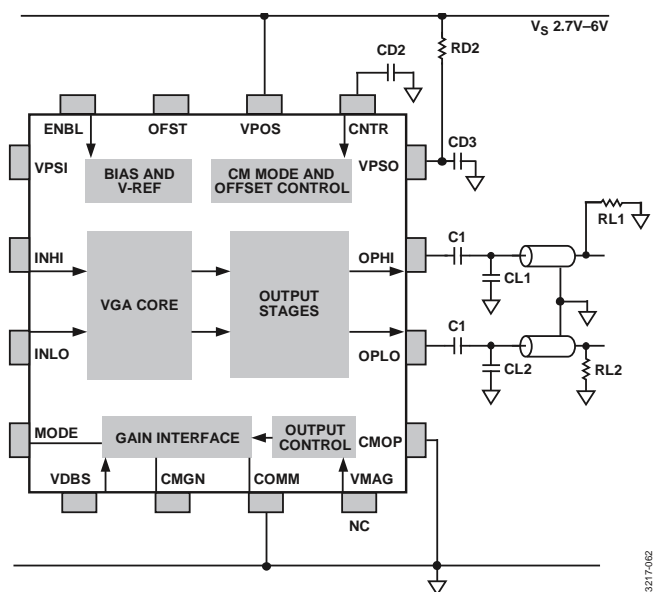 VS 2.7V–6V
RD2
CD2
ENBL
OFST
VPOS
CNTR
VPSI
BIAS AND
V-REF
CM MODE AND
OFFSET CONTROL
VPSO
CD3
RL1
INHI
VGA CORE
OUTPUT
STAGES
OPHI
C1
CL1
INLO
OPLO
C1
CL2
RL2
MODE
GAIN INTERFACE
OUTPUT
CONTROL
CMOP
VDBS
CMGN
COMM
VMAG
NC
3217-062